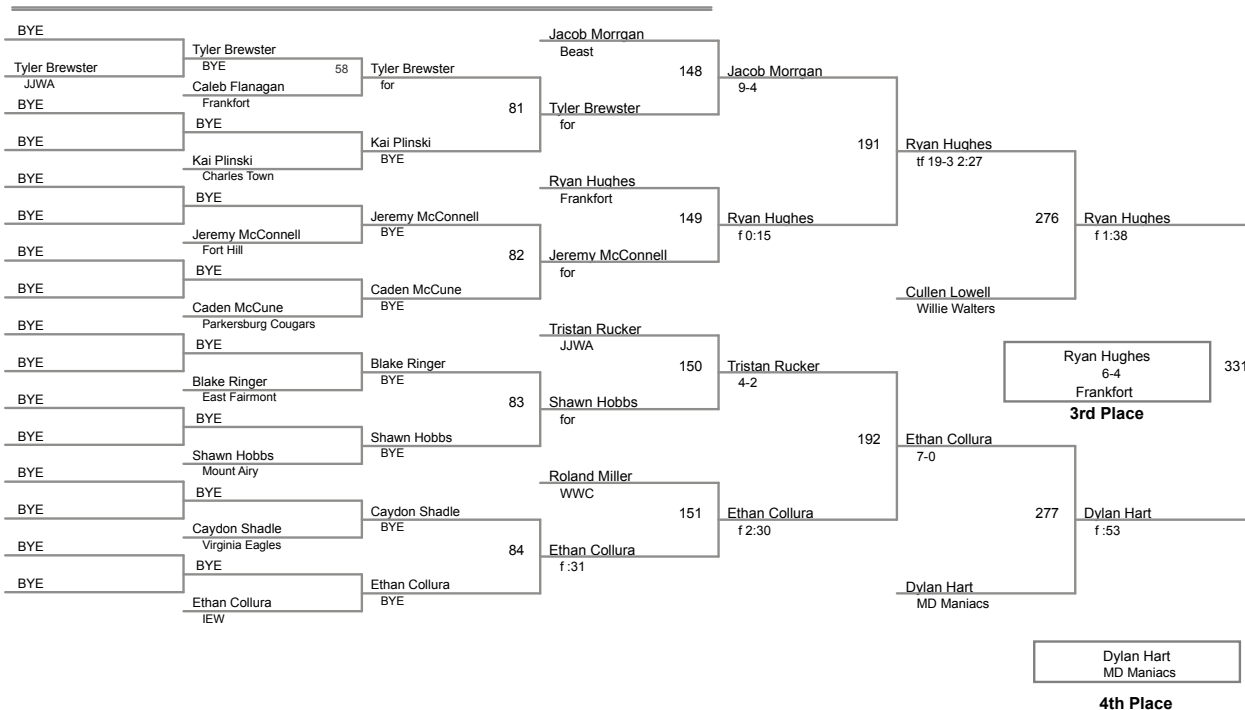 BYE
Tyler Brewster
JJWA
BYE
BYE
BYE
BYE
BYE
BYE
BYE
BYE
BYE
BYE
BYE
BYE
BYE
BYE
Tyler Brewster
BYE
58
Caleb Flanagan
Frankfort
BYE
Kai Plinski
Charles Town
BYE
Jeremy McConnell
Fort Hill
BYE
Caden McCune
Parkersburg Cougars
BYE
Blake Ringer
East Fairmont
BYE
Shawn Hobbs
Mount Airy
BYE
Caydon Shadle
Virginia Eagles
BYE
Ethan Collura
IEW
Tyler Brewster
for
81
Kai Plinski
BYE
Jeremy McConnell
BYE
82
Caden McCune
BYE
Blake Ringer
BYE
83
Shawn Hobbs
BYE
Caydon Shadle
BYE
84
Ethan Collura
BYE
Jacob Morrgan
Beast
148
Tyler Brewster
for
Ryan Hughes
Frankfort
149
Jeremy McConnell
for
Tristan Rucker
JJWA
150
Shawn Hobbs
for
Roland Miller
WWC
151
Ethan Collura
f :31
Jacob Morrgan
9-4
191
Ryan Hughes
f 0:15
Tristan Rucker
4-2
192
Ethan Collura
f 2:30
Ryan Hughes
tf 19-3 2:27
276
Cullen Lowell
Willie Walters
Ethan Collura
7-0
277
Dylan Hart
MD Maniacs
Ryan Hughes
f 1:38
Ryan Hughes
6-4
Frankfort
331
3rd Place
Dylan Hart
f :53
Dylan Hart
MD Maniacs
4th Place